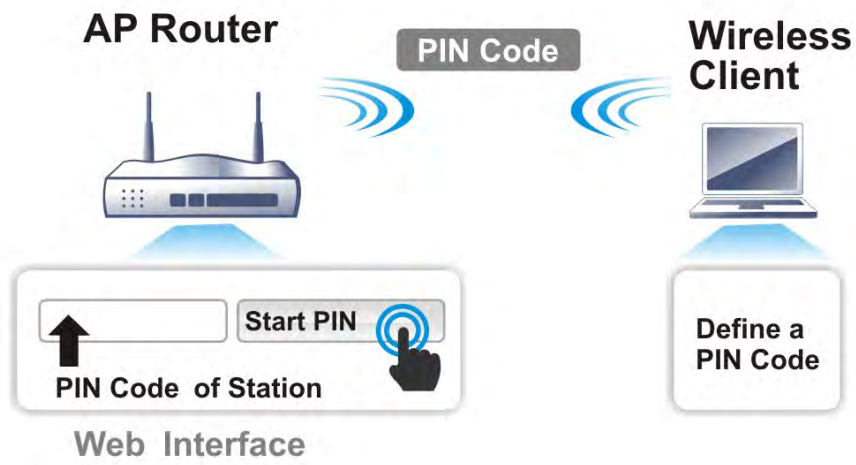 AP Router
PIN Code
Wireless
Client
Start PIN
PIN Code of Station
Web Interface
Define a
PIN Code